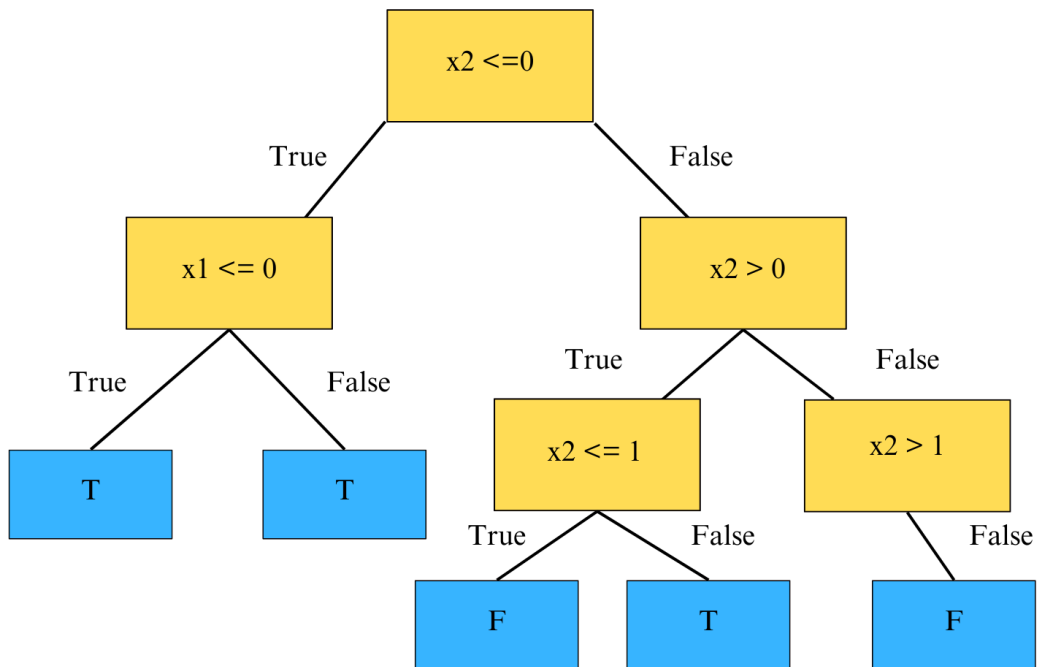 x2 <=0
True
False
x1 <= 0
x2 > 0
True
False
True
False
T
T
x2 <= 1
x2 > 1
True
False
False
F
T
F